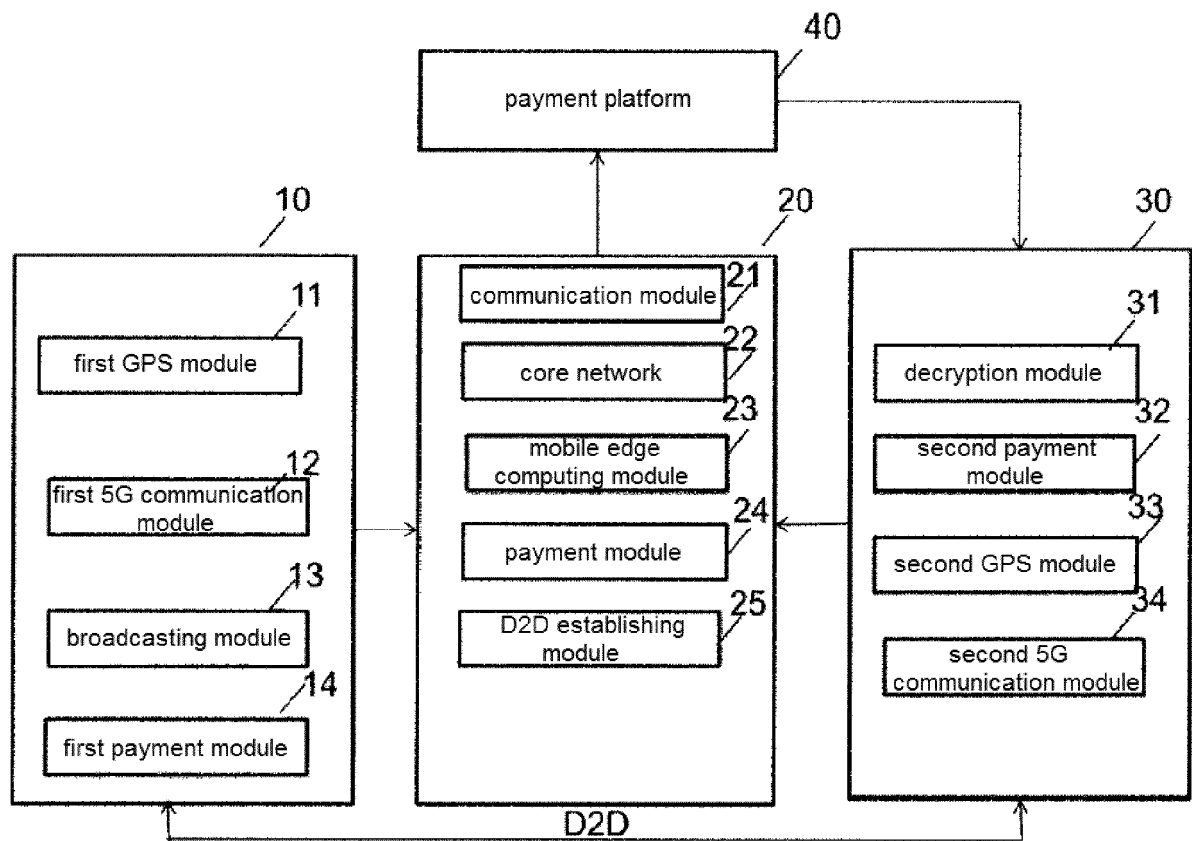 40
payment platform
10
20
30
11
first GPS module
12
first 5G communication
module
13
broadcasting module
14
first payment module
21
communication module
22
core network
23
mobile edge
computing module
24
payment module
25
D2D establishing
module
31
decryption module
32
second payment
module
33
second GPS module
34
second 5G
communication module
D2D